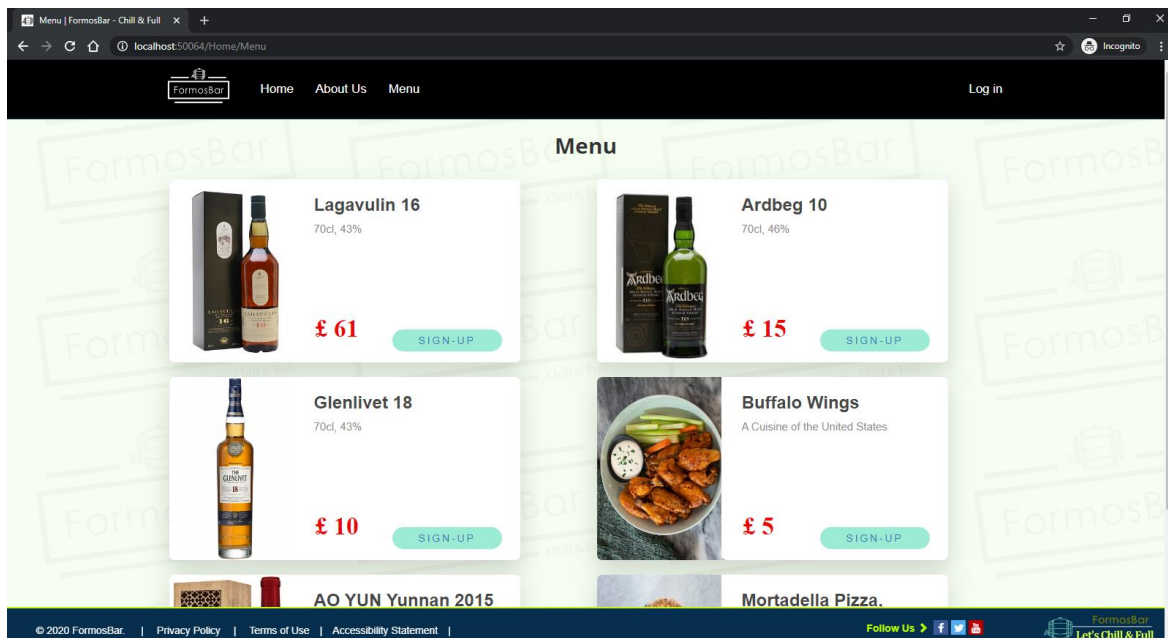 Menu | FormosBar - Chill & Full
localhost:50064/Home/Menu
Incognito
FormosBar
Home
About Us
Menu
Log in
Menu
Lagavulin 16
70cl, 43%
£ 61
SIGN-UP
Ardbeg 10
70cl, 46%
£ 15
SIGN-UP
Glenlivet 18
70cl, 43%
£ 10
SIGN-UP
Buffalo Wings
A Cuisine of the United States
£ 5
SIGN-UP
AO YUN Yunnan 2015
Mortadella Pizza,
© 2020 FormosBar. | Privacy Policy | Terms of Use | Accessibility Statement |
Follow Us
FormosBar
Let's Chill & Full